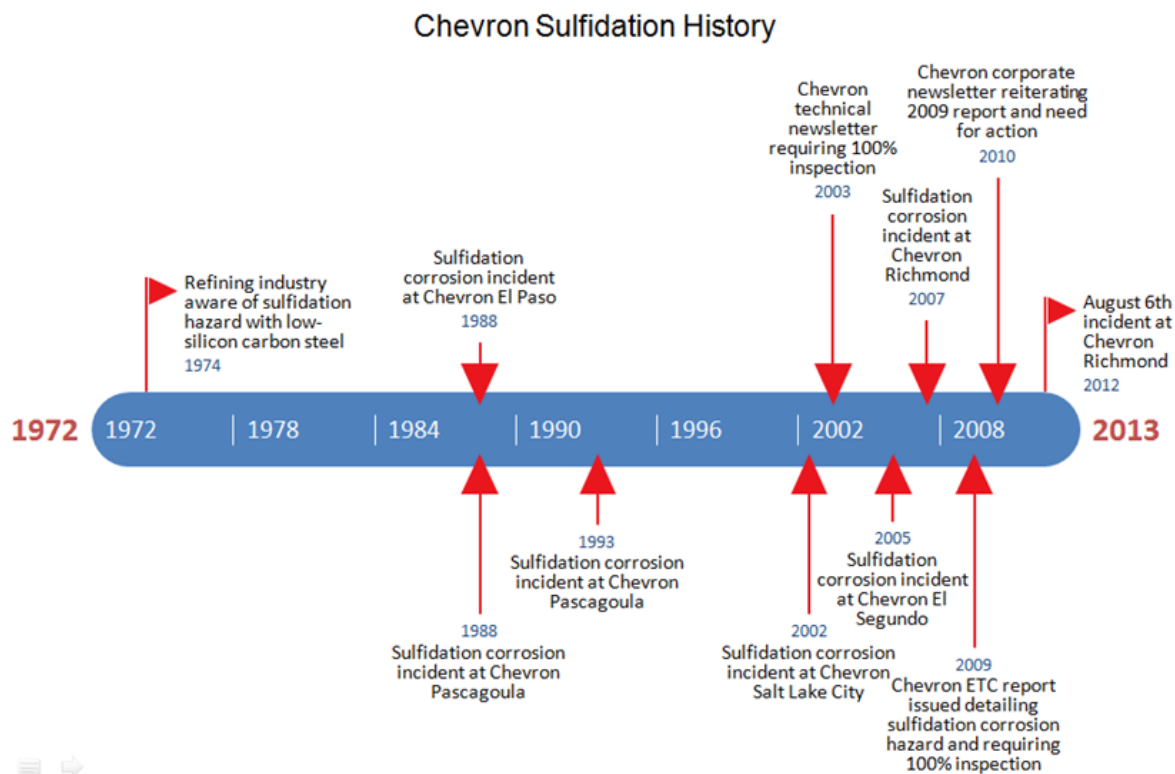 Chevron Sulfidation History
Refining industry
aware of sulfidation
hazard with low-
silicon carbon steel
1974
Sulfidation
corrosion incident
at Chevron El Paso
1988
Chevron
technical
newsletter
requiring 100%
inspection
2003
Sulfidation
corrosion
incident at
Chevron
Richmond
2007
Chevron corporate
newsletter reiterating
2009 report and need
for action
2010
August 6th
incident at
Chevron
Richmond
2012
1972
1972
1978
1984
1990
1996
2002
2008
2013
1988
Sulfidation corrosion
incident at Chevron
Pascagoula
1993
Sulfidation corrosion
incident at Chevron
Pascagoula
2002
Sulfidation corrosion
incident at Chevron
Salt Lake City
2005
Sulfidation
corrosion incident
at Chevron El
Segundo
2009
Chevron ETC report
issued detailing
sulfidation corrosion
hazard and requiring
100% inspection